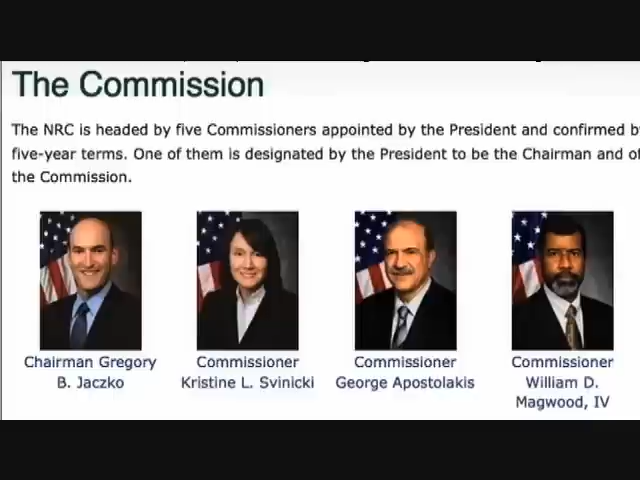 The Commission
The NRC is headed by five Commissioners appointed by the President and confirmed b
five-year terms. One of them is designated by the President to be the Chairman and of
the Commission.
Chairman Gregory B. Jaczko
Commissioner Kristine L. Svinicki
Commissioner George Apostolakis
Commissioner William D. Magwood, IV